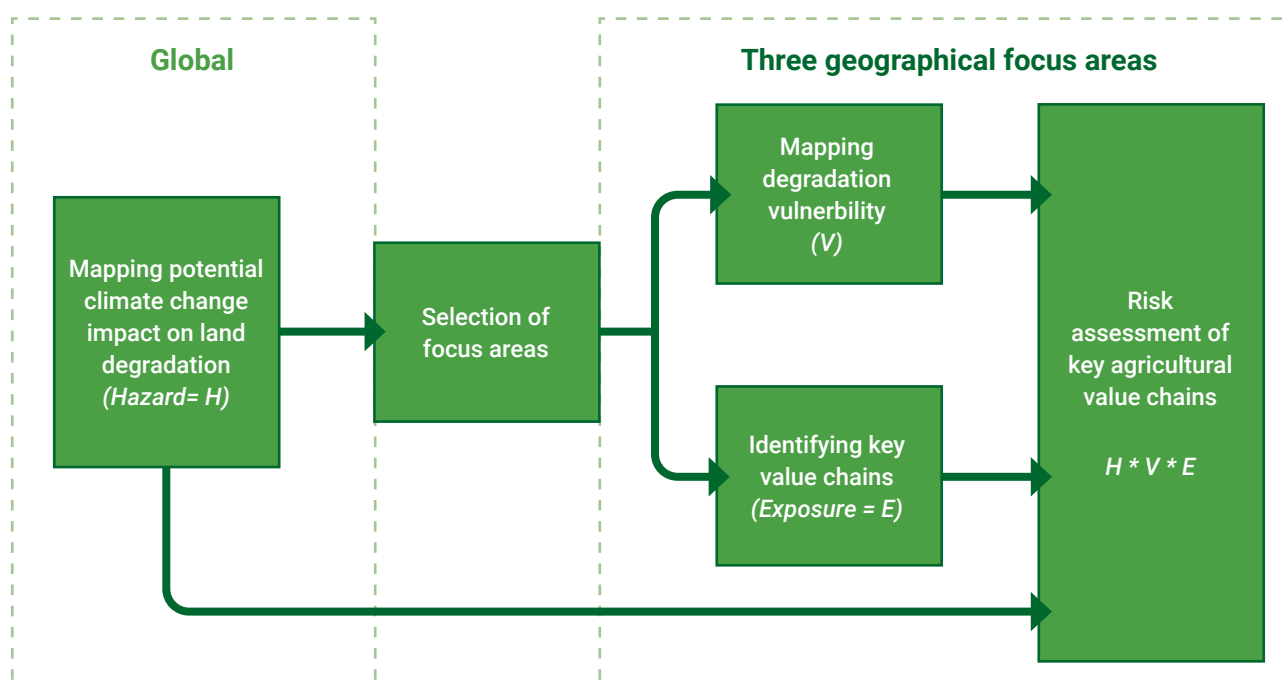 Global
Three geographical focus areas
Mapping potential
climate change
impact on land
degradation
(Hazard= H)
Selection of
focus areas
Mapping
degradation
vulnerbility
(V)
Identifying key
value chains
(Exposure = E)
Risk
assessment of
key agricultural
value chains
H * V * E